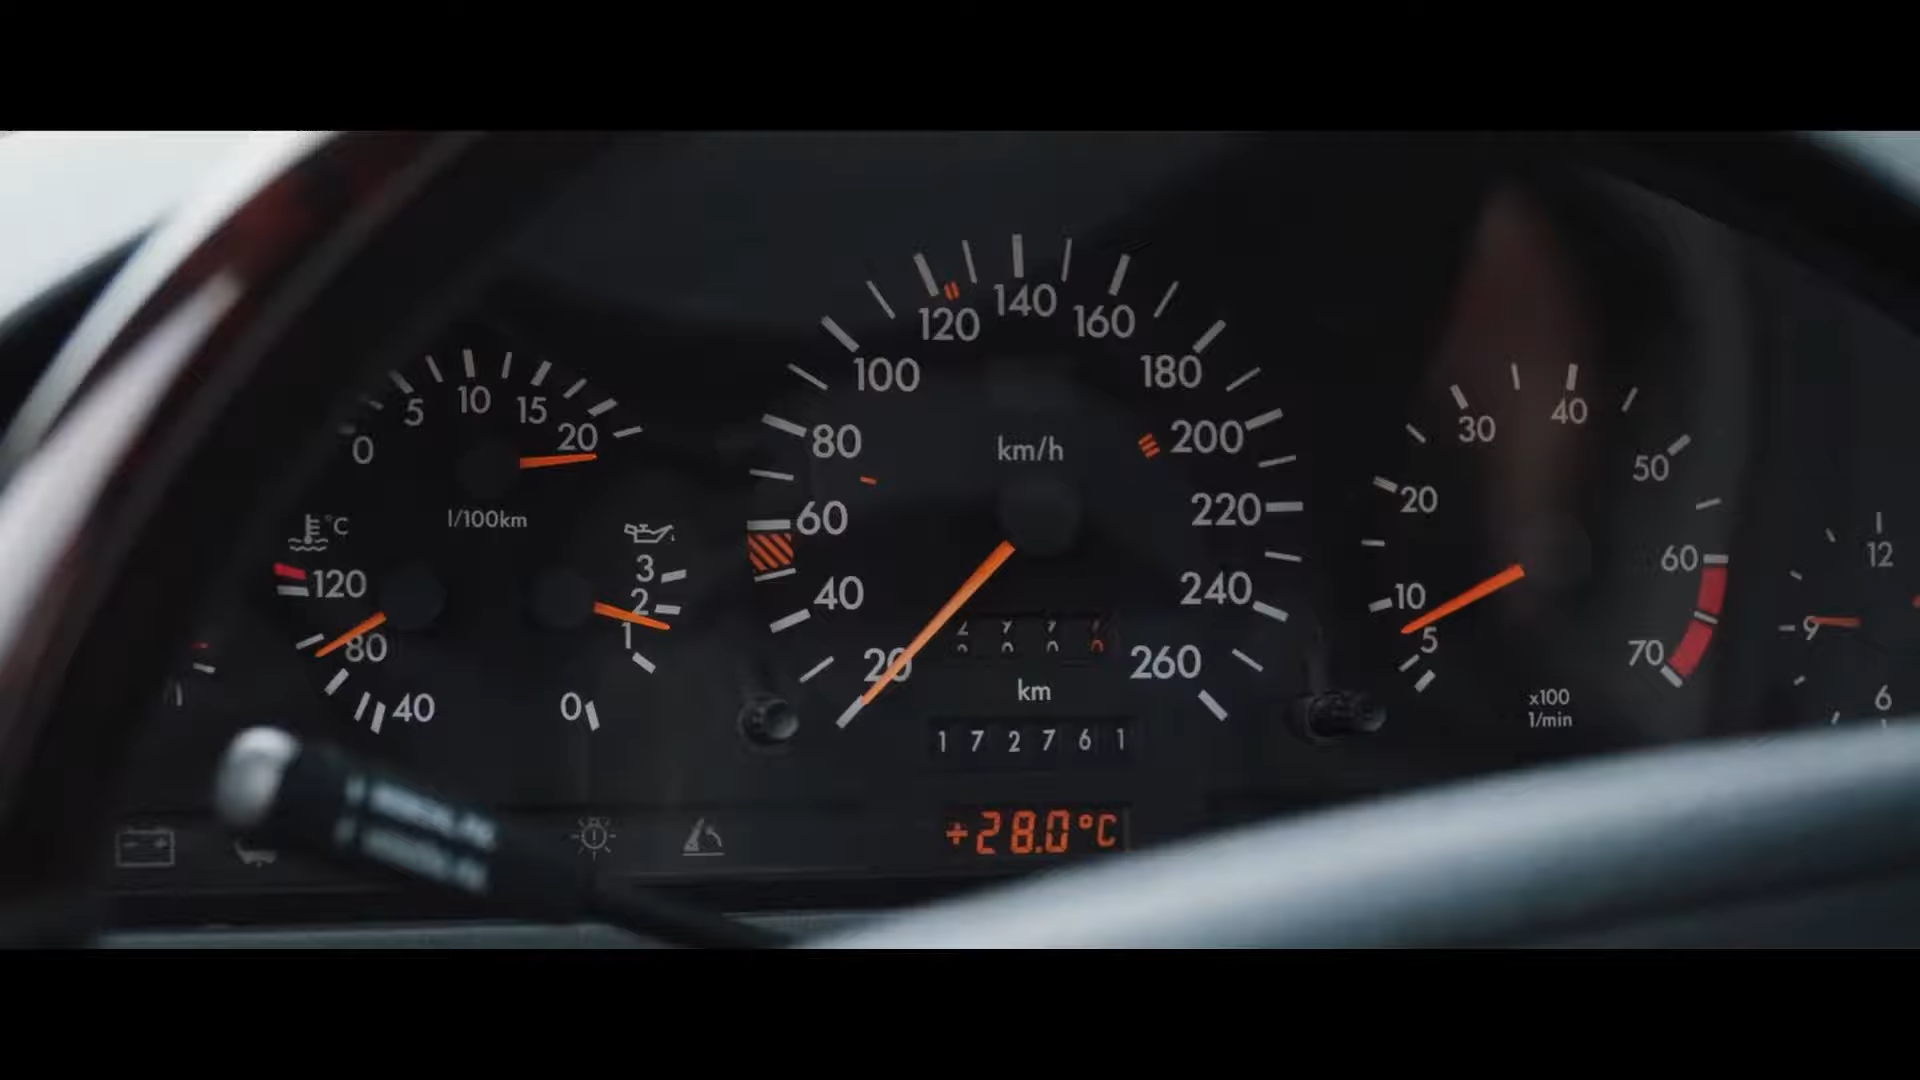 0 5 10 15 20
l/100km
°C
120
80
40
3
2
1
0
20 40 60 80 100 120 140 160 180 200 220 240 260
km/h
km
172761
+28.0°C
5 10 20 30 40 50 60 70
x100
1/min
12
9
6